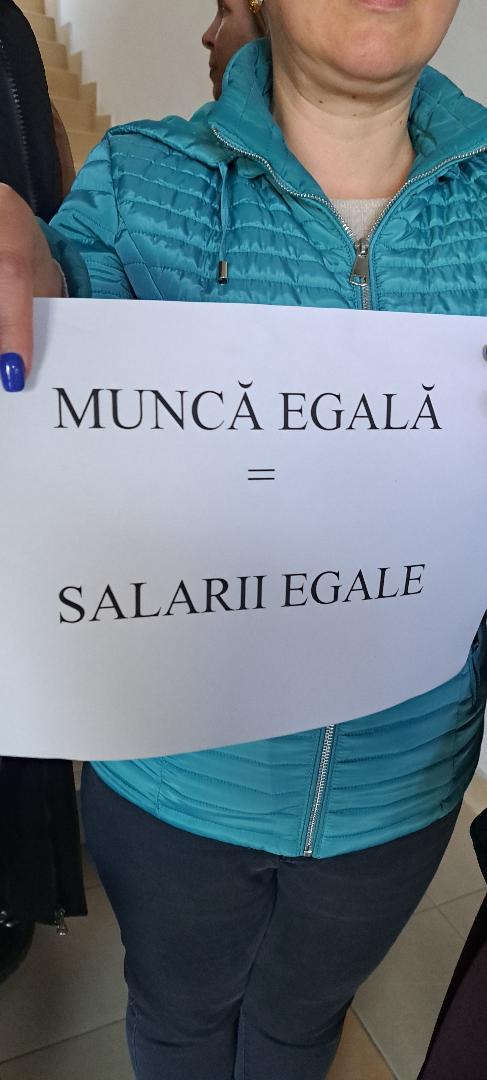 MUNCĂ EGALĂ
=
SALARII EGALE